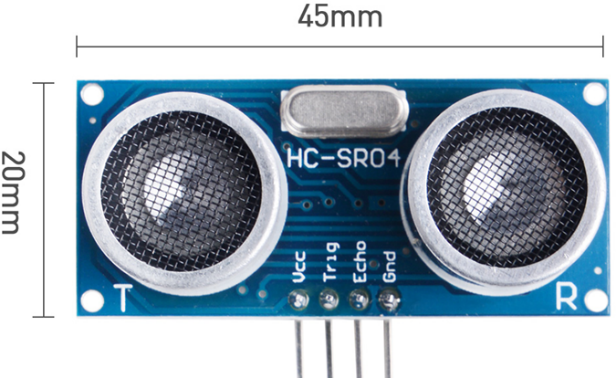 45mm
20mm
HC-SR04
Vcc
Trig
Echo
Gnd
T
R